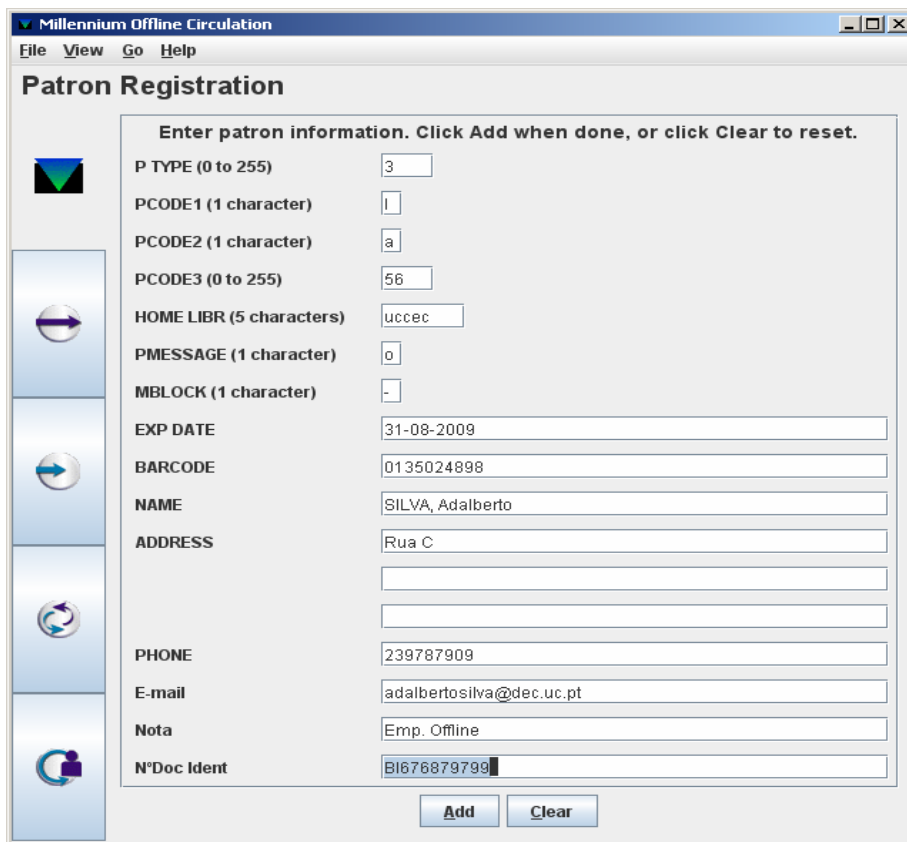 Millennium Offline Circulation
File View Go Help
Patron Registration
Enter patron information. Click Add when done, or click Clear to reset.
P TYPE (0 to 255) 3
PCODE1 (1 character) l
PCODE2 (1 character) a
PCODE3 (0 to 255) 56
HOME LIBR (5 characters) uccec
PMESSAGE (1 character) o
MBLOCK (1 character) -
EXP DATE 31-08-2009
BARCODE 0135024898
NAME SILVA, Adalberto
ADDRESS Rua C
PHONE 239787909
E-mail adalbertosilva@dec.uc.pt
Nota Emp. Offline
NºDoc Ident BI676879799
Add Clear